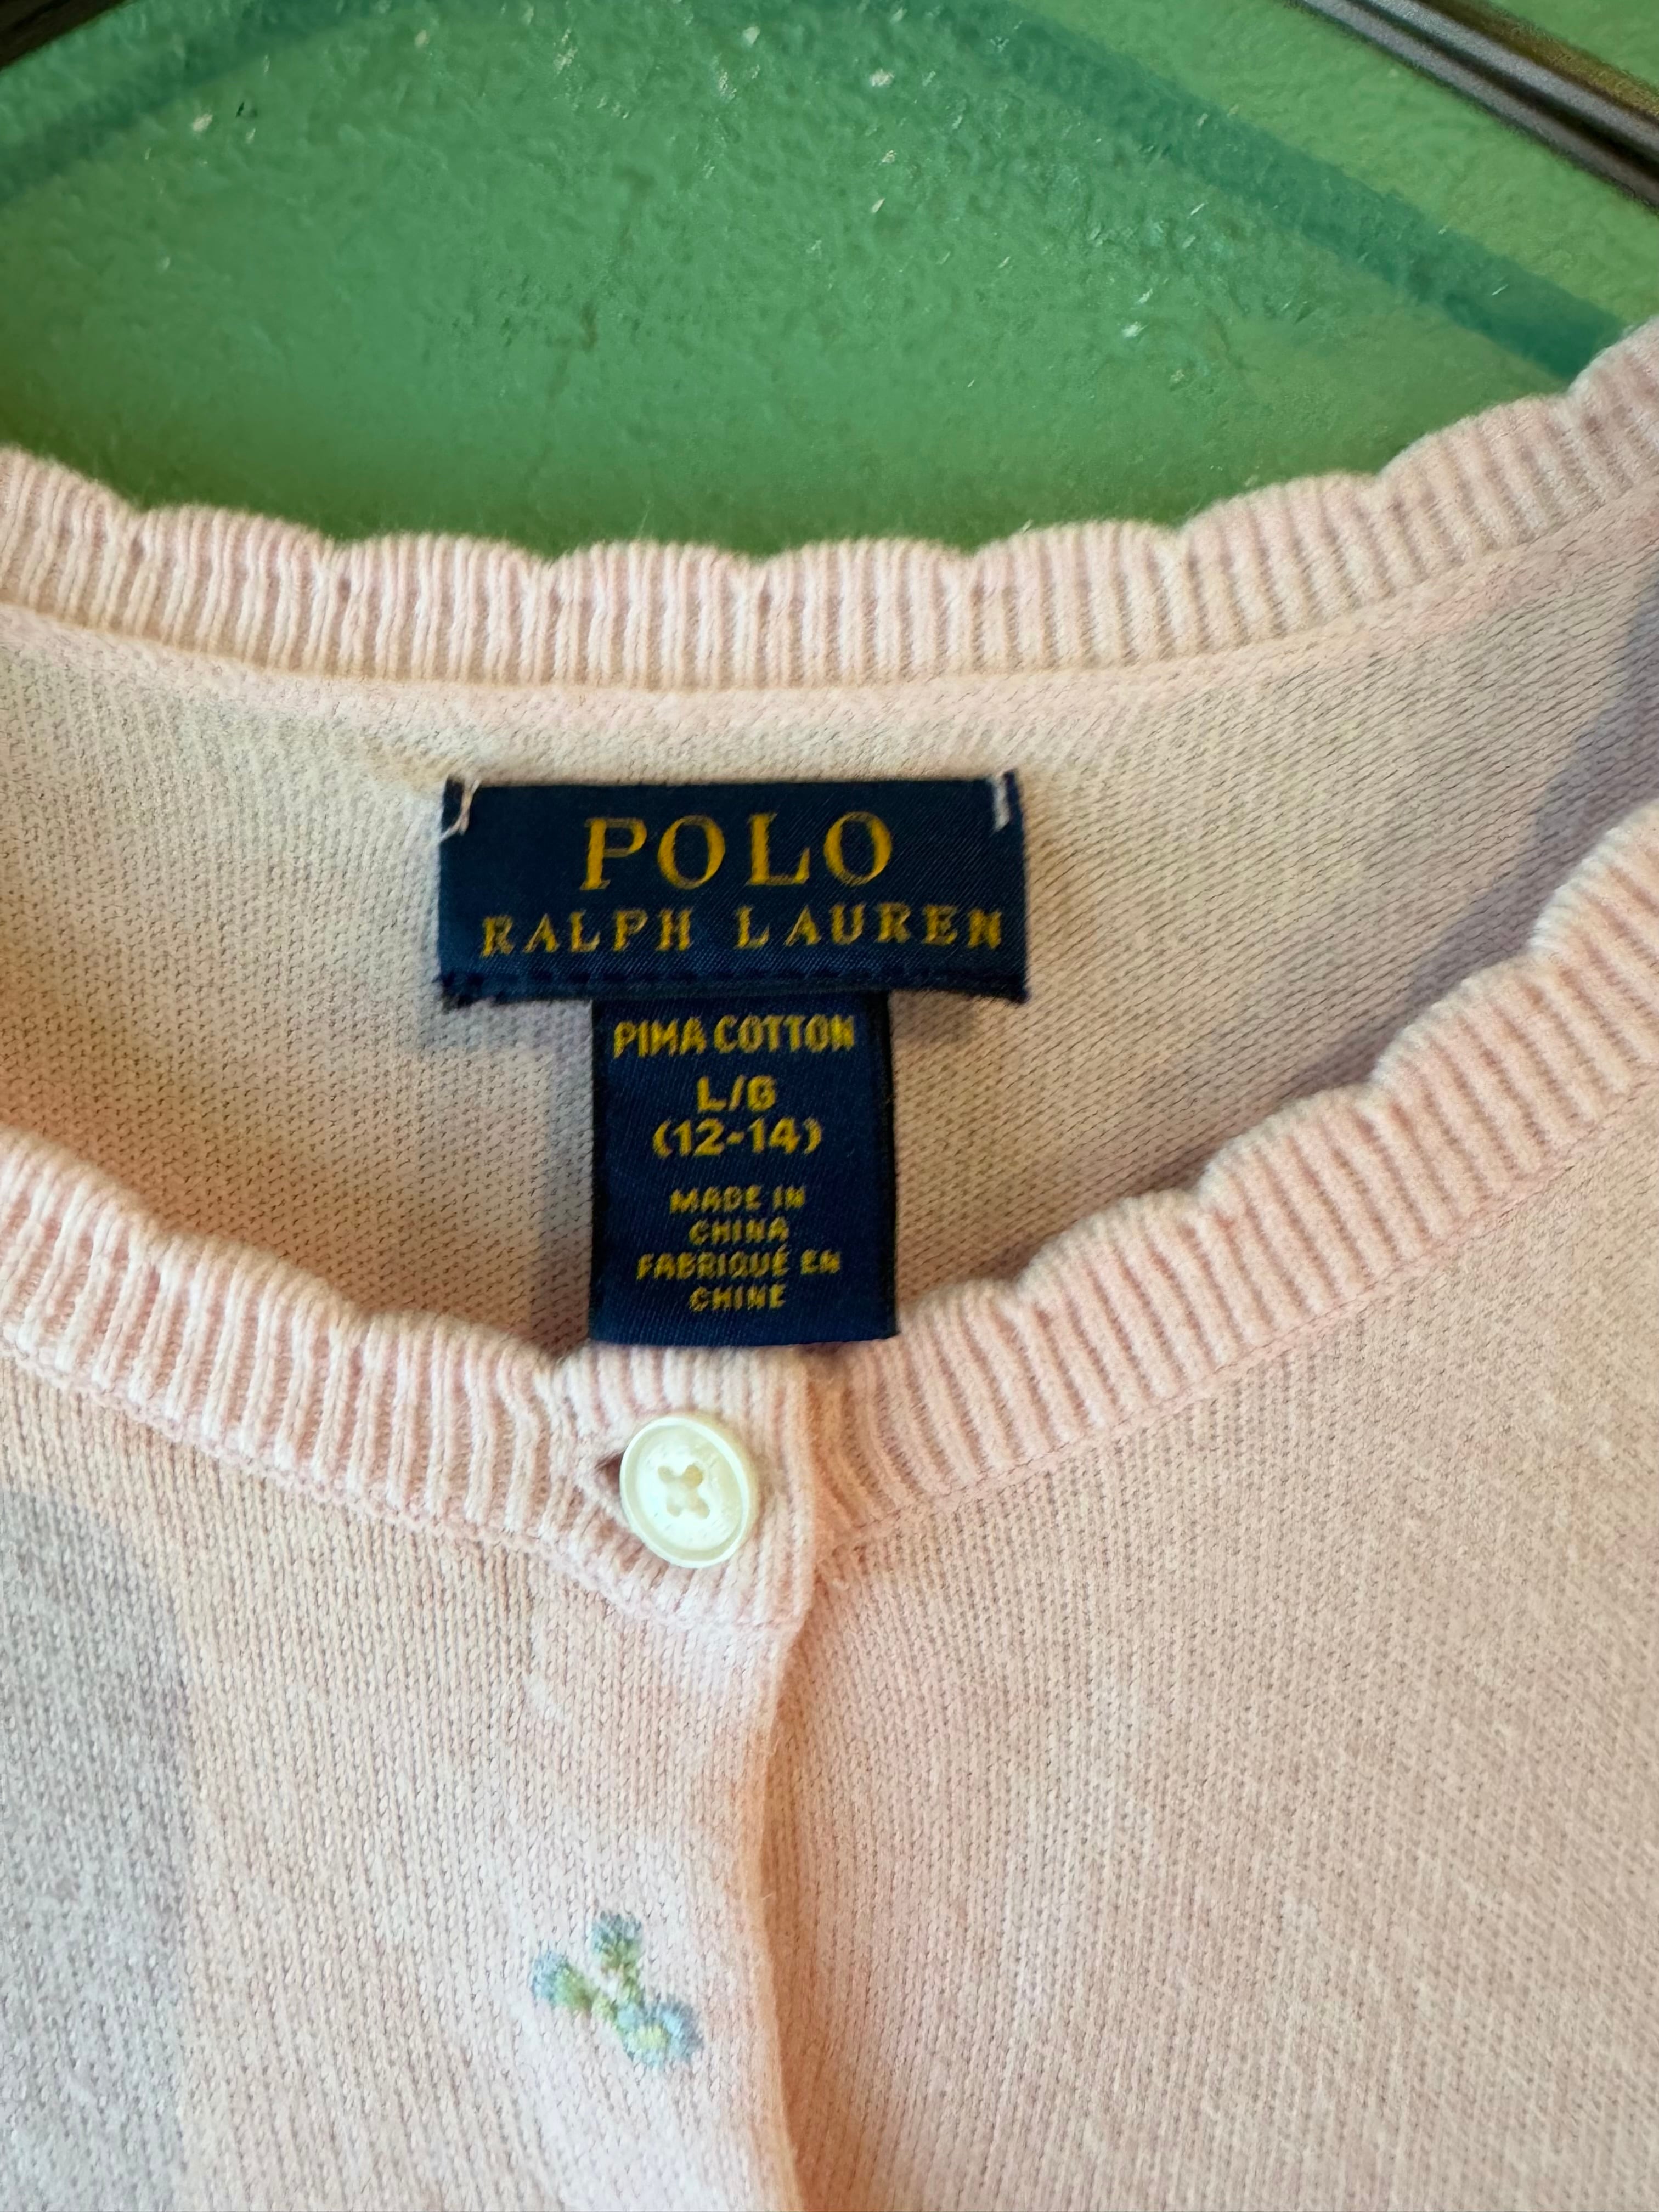 POLO
RALPH LAUREN
PIMA COTTON
L/G
(12-14)
MADE IN
CHINA
FABRIQUÉ EN
CHINE